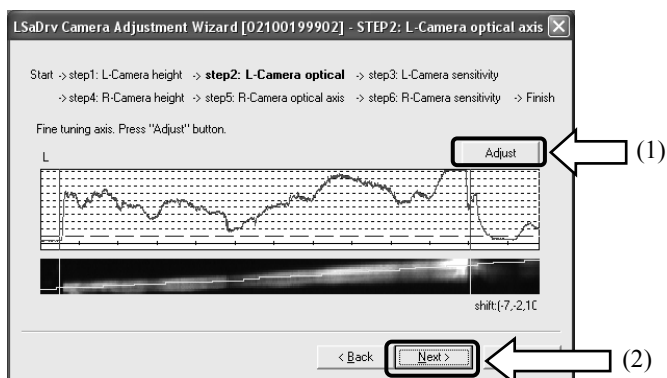 LSaDrv Camera Adjustment Wizard [02100199902] - STEP2: L-Camera optical axis
Start -> step1: L-Camera height -> step2: L-Camera optical -> step3: L-Camera sensitivity
-> step4: R-Camera height -> step5: R-Camera optical axis -> step6: R-Camera sensitivity -> Finish
Fine tuning axis. Press "Adjust" button.
Adjust
(1)
L
shift:(-7,-2,10
< Back
Next >
(2)